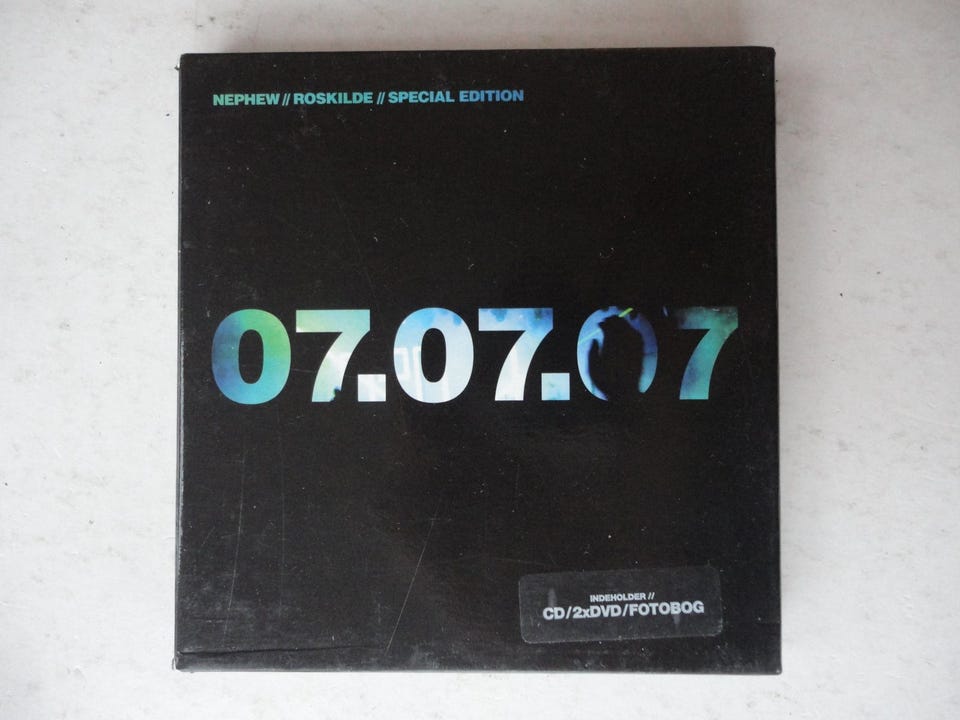 NEPHEW // ROSKILDE // SPECIAL EDITION
07.07.07
INDEHOLDER //
CD/2xDVD/FOTOBOG